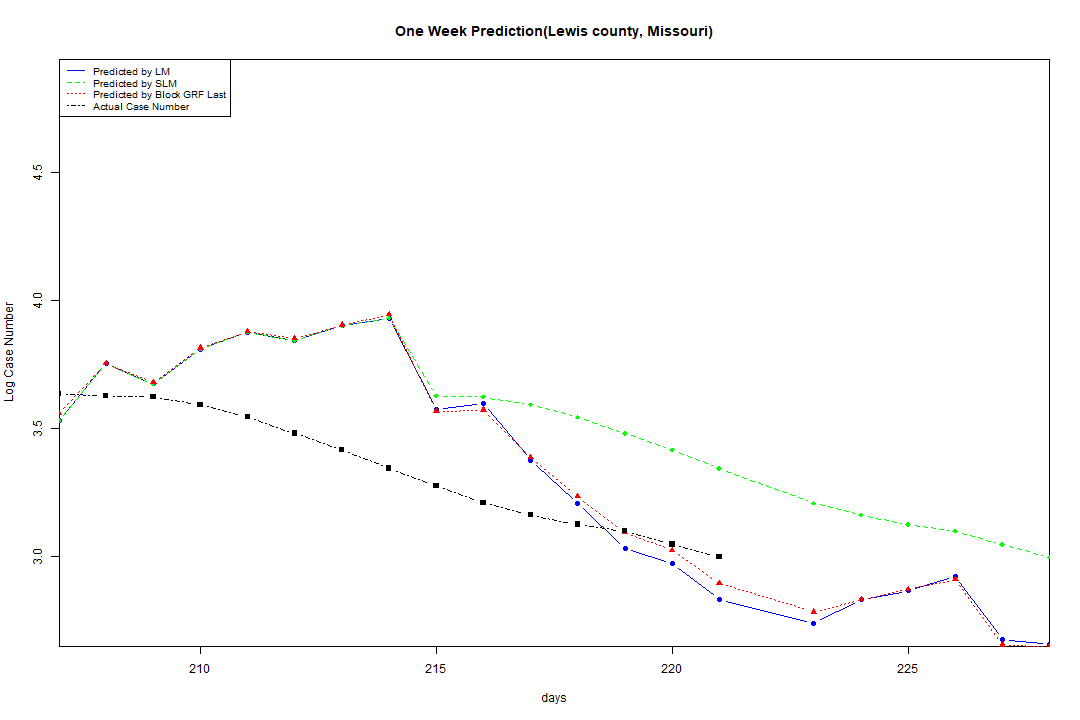 One Week Prediction(Lewis county, Missouri)
Predicted by LM
Predicted by SLM
Predicted by Block GRF Last
Actual Case Number
4.5
4.0
3.5
3.0
Log Case Number
210 215 220 225
days